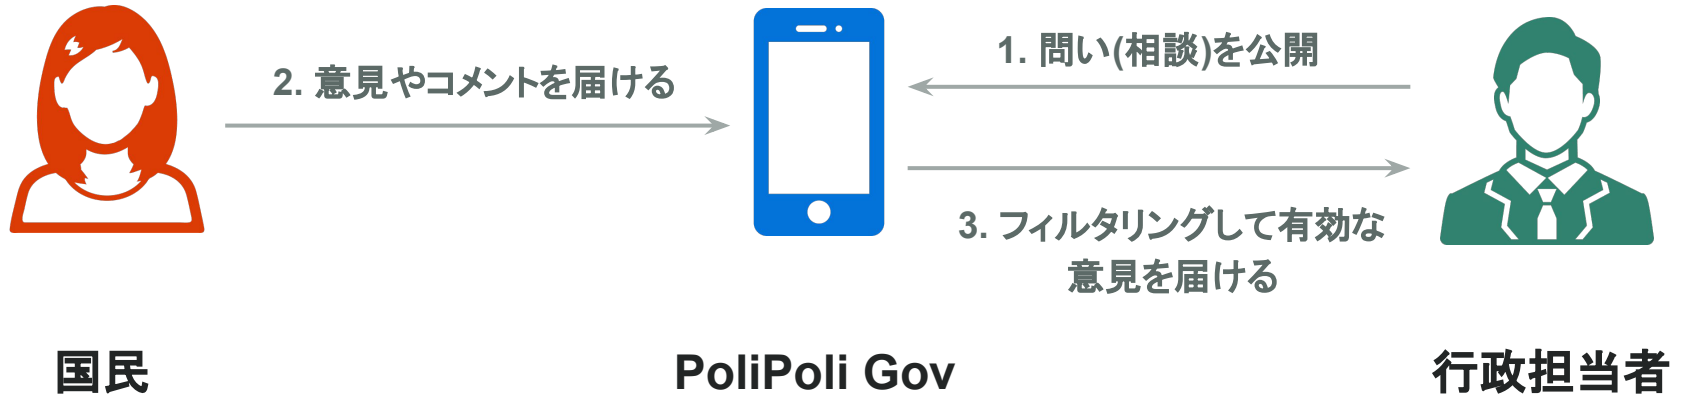 1. 問い(相談)を公開
2. 意見やコメントを届ける
3. フィルタリングして有効な
意見を届ける
国民
PoliPoli Gov
行政担当者